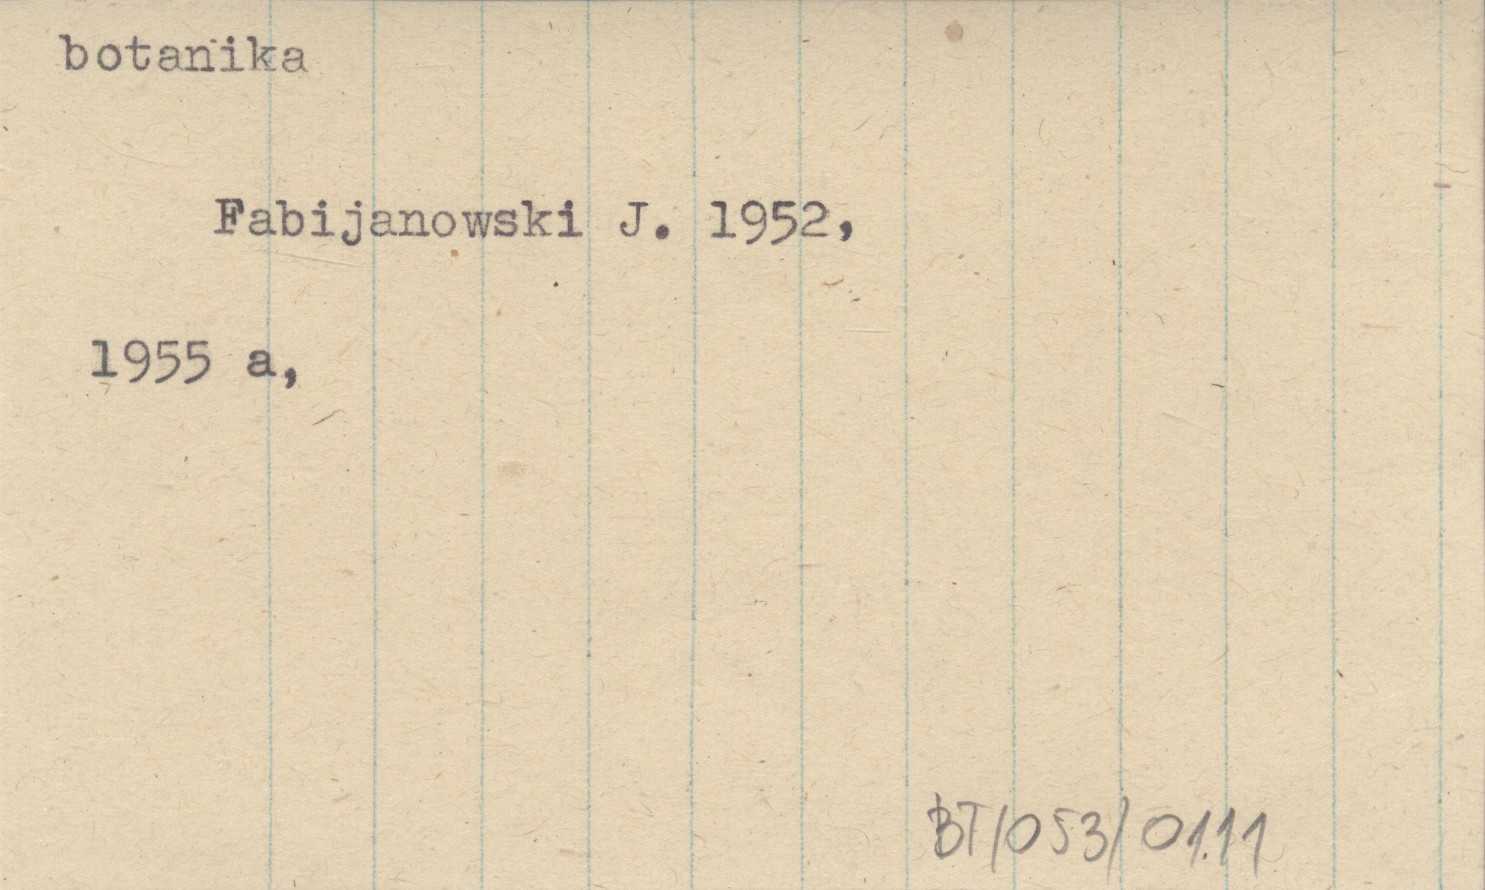 botanika
Fabijanowski J. 1952,
1955 a,
BT/053/01.11